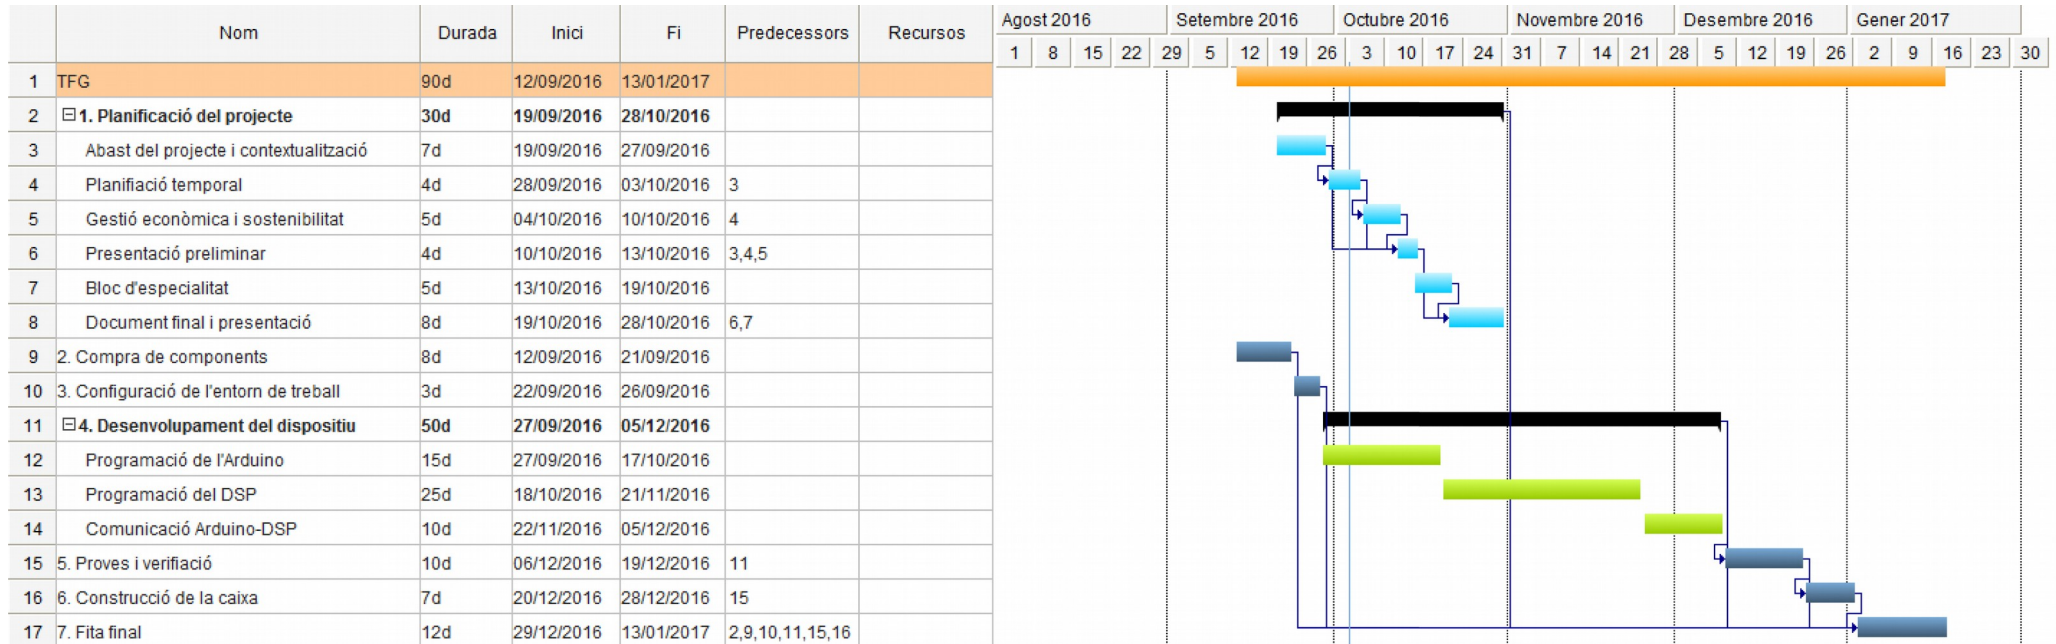 Nom Durada Inici Fi Predecessors Recursos Agost 2016 Setembre 2016 Octubre 2016 Novembre 2016 Desembre 2016 Gener 2017
1 8 15 22 29 5 12 19 26 3 10 17 24 31 7 14 21 28 5 12 19 26 2 9 16 23 30
1 TFG 90d 12/09/2016 13/01/2017
2 1. Planificació del projecte 30d 19/09/2016 28/10/2016
3 Abast del projecte i contextualització 7d 19/09/2016 27/09/2016
4 Planifiació temporal 4d 28/09/2016 03/10/2016 3
5 Gestió econòmica i sostenibilitat 5d 04/10/2016 10/10/2016 4
6 Presentació preliminar 4d 10/10/2016 13/10/2016 3,4,5
7 Bloc d'especialitat 5d 13/10/2016 19/10/2016
8 Document final i presentació 8d 19/10/2016 28/10/2016 6,7
9 2. Compra de components 8d 12/09/2016 21/09/2016
10 3. Configuració de l'entorn de treball 3d 22/09/2016 26/09/2016
11 4. Desenvolupament del dispositiu 50d 27/09/2016 05/12/2016
12 Programació de l'Arduino 15d 27/09/2016 17/10/2016
13 Programació del DSP 25d 18/10/2016 21/11/2016
14 Comunicació Arduino-DSP 10d 22/11/2016 05/12/2016
15 5. Proves i verifiació 10d 06/12/2016 19/12/2016 11
16 6. Construcció de la caixa 7d 20/12/2016 28/12/2016 15
17 7. Fita final 12d 29/12/2016 13/01/2017 2,9,10,11,15,16